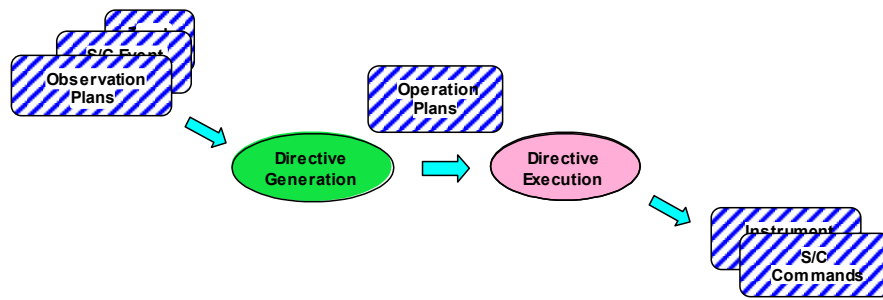 S/C Event
Observation
Plans
Operation
Plans
Directive
Generation
Directive
Execution
Instrument
S/C
Commands